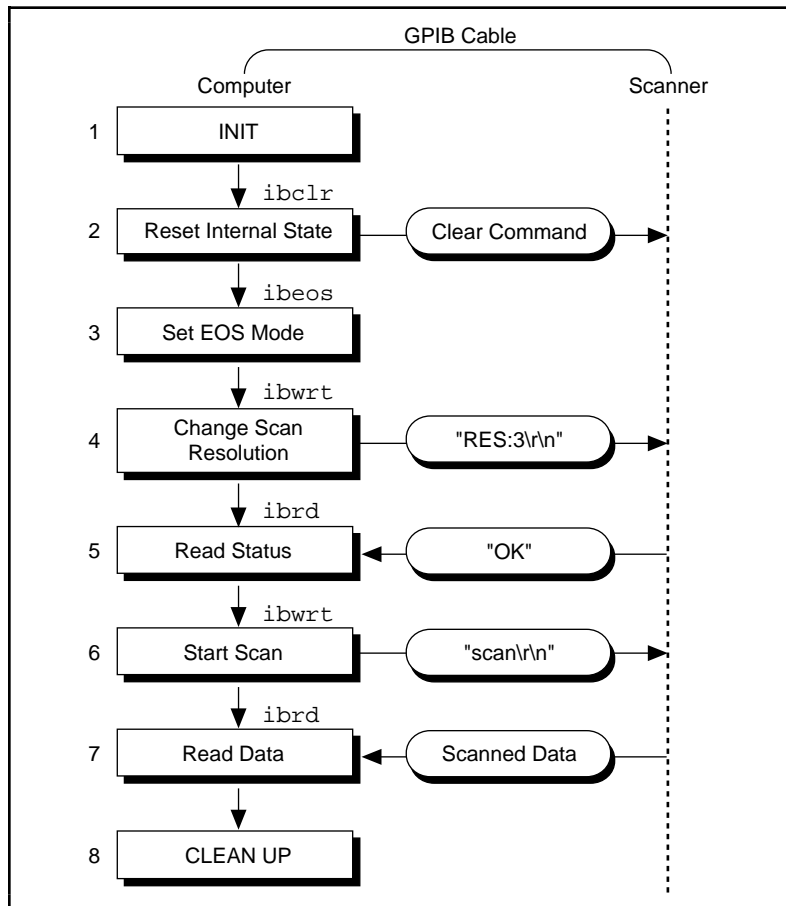 GPIB Cable
Computer
Scanner
1
INIT
ibclr
2
Reset Internal State
Clear Command
ibeos
3
Set EOS Mode
ibwrt
4
Change Scan
Resolution
"RES:3\r\n"
ibrd
5
Read Status
"OK"
ibwrt
6
Start Scan
"scan\r\n"
ibrd
7
Read Data
Scanned Data
8
CLEAN UP